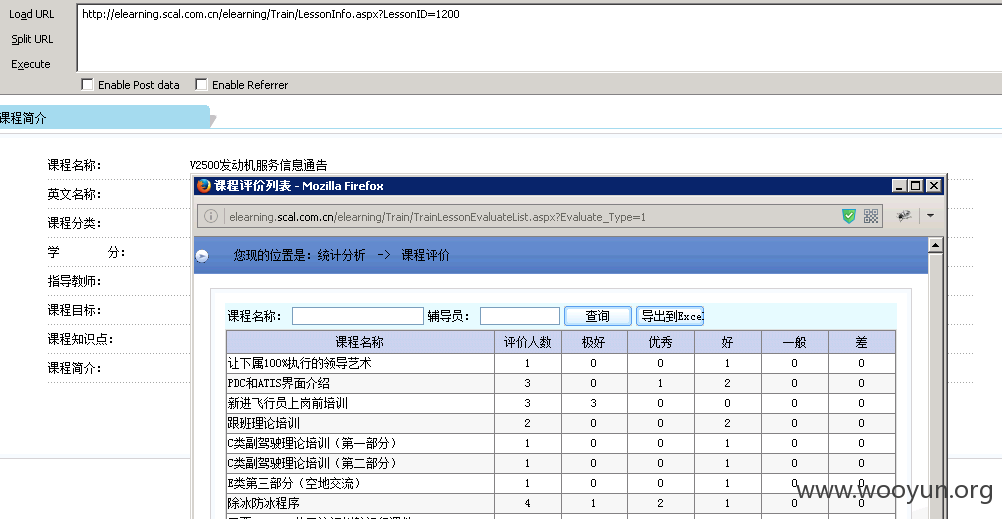 Load URL
http://elearning.scal.com.cn/elearning/Train/LessonInfo.aspx?LessonID=1200
Split URL
Execute
Enable Post data Enable Referrer
课程简介
课程名称： V2500发动机服务信息通告
英文名称：
课程分类：
学 分：
指导教师：
课程目标：
课程知识点：
课程简介：
课程评价列表 - Mozilla Firefox
elearning.scal.com.cn/elearning/Train/TrainLessonEvaluateList.aspx?Evaluate_Type=1
您现的位置是：统计分析 -> 课程评价
课程名称： 辅导员： 查询 导出到Excel
课程名称 评价人数 极好 优秀 好 一般 差
让下属100%执行的领导艺术 1 0 0 1 0 0
PDC和ATIS界面介绍 3 0 1 2 0 0
新进飞行员上岗前培训 3 3 0 0 0 0
跟班理论培训 2 0 0 2 0 0
C类副驾驶理论培训（第一部分） 1 0 0 1 0 0
C类副驾驶理论培训（第二部分） 1 0 0 1 0 0
E类第三部分（空地交流） 1 0 0 1 0 0
除冰防冰程序 4 1 2 1 0 0
www.wooyun.org